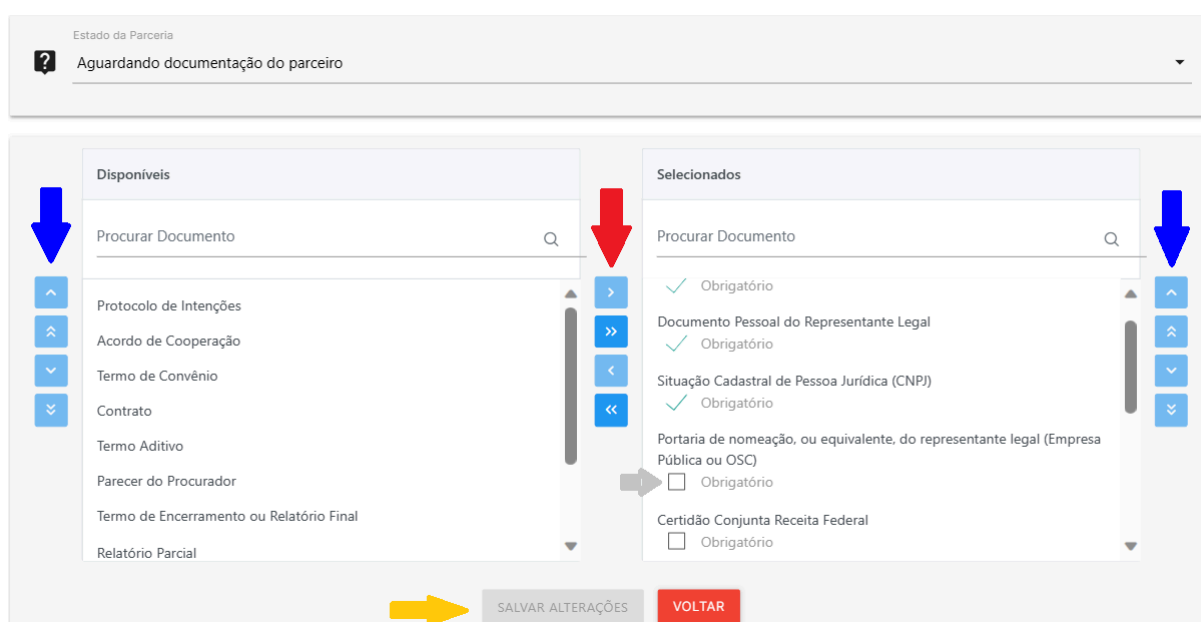 Estado da Parceria
Aguardando documentação do parceiro
Disponíveis
Procurar Documento
Protocolo de Intenções
Acordo de Cooperação
Termo de Convênio
Contrato
Termo Aditivo
Parecer do Procurador
Termo de Encerramento ou Relatório Final
Relatório Parcial
Selecionados
Procurar Documento
Obrigatório
Documento Pessoal do Representante Legal
Obrigatório
Situação Cadastral de Pessoa Jurídica (CNPJ)
Obrigatório
Portaria de nomeação, ou equivalente, do representante legal (Empresa
Pública ou OSC)
Obrigatório
Certidão Conjunta Receita Federal
Obrigatório
SALVAR ALTERAÇÕES
VOLTAR